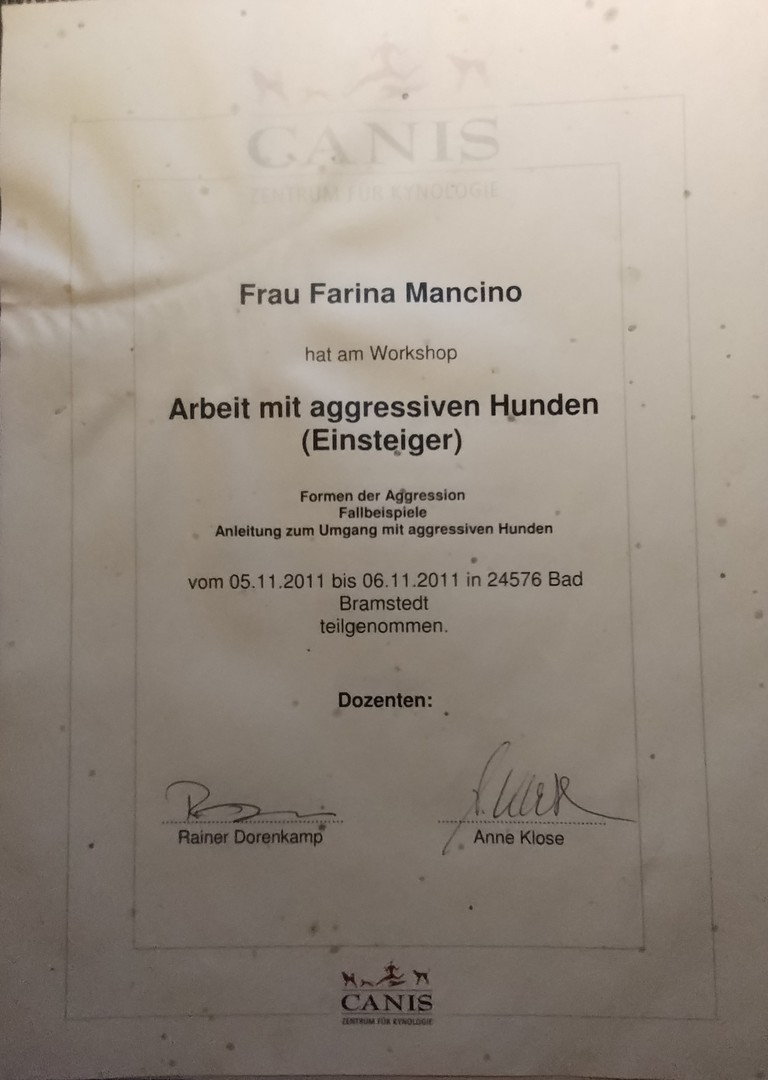 CANIS
ZENTRUM FÜR KYNOLOGIE
Frau Farina Mancino
hat am Workshop
Arbeit mit aggressiven Hunden
(Einsteiger)
Formen der Aggression
Fallbeispiele
Anleitung zum Umgang mit aggressiven Hunden
vom 05.11.2011 bis 06.11.2011 in 24576 Bad
Bramstedt
teilgenommen.
Dozenten:
Rainer Dorenkamp
Anne Klose
CANIS
ZENTRUM FÜR KYNOLOGIE